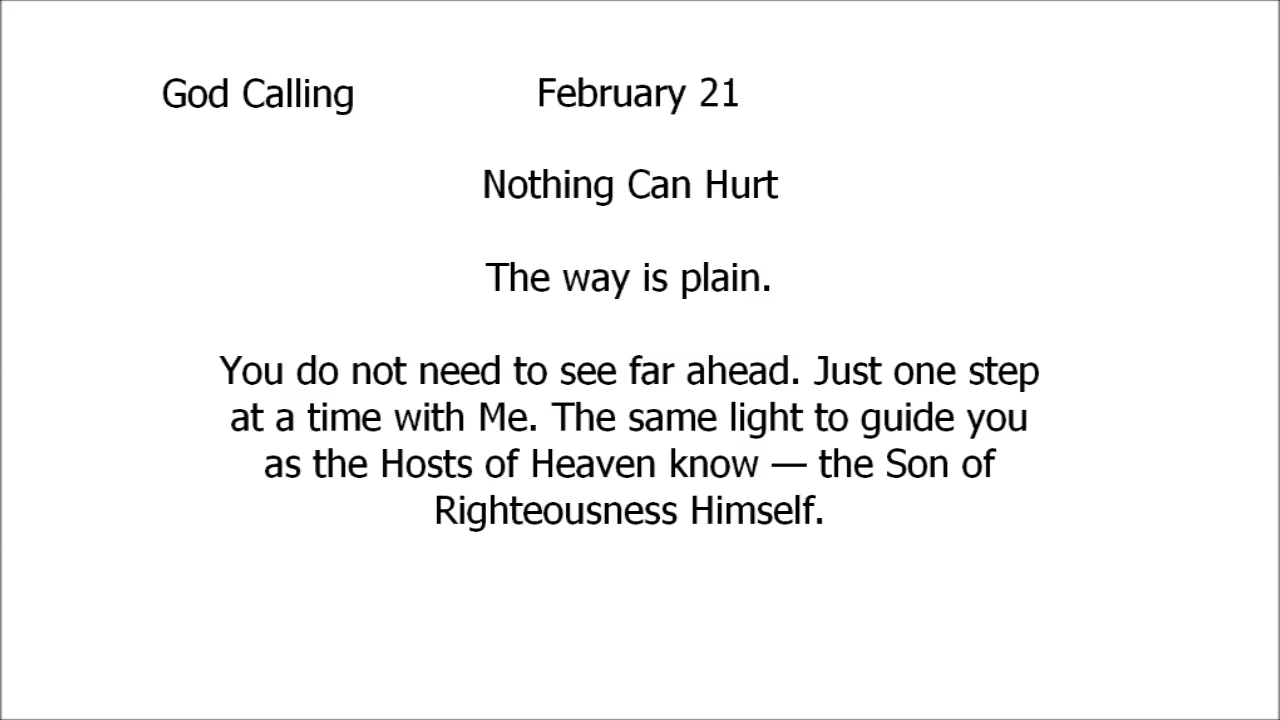 God Calling February 21
Nothing Can Hurt
The way is plain.
You do not need to see far ahead. Just one step
at a time with Me. The same light to guide you
as the Hosts of Heaven know — the Son of
Righteousness Himself.